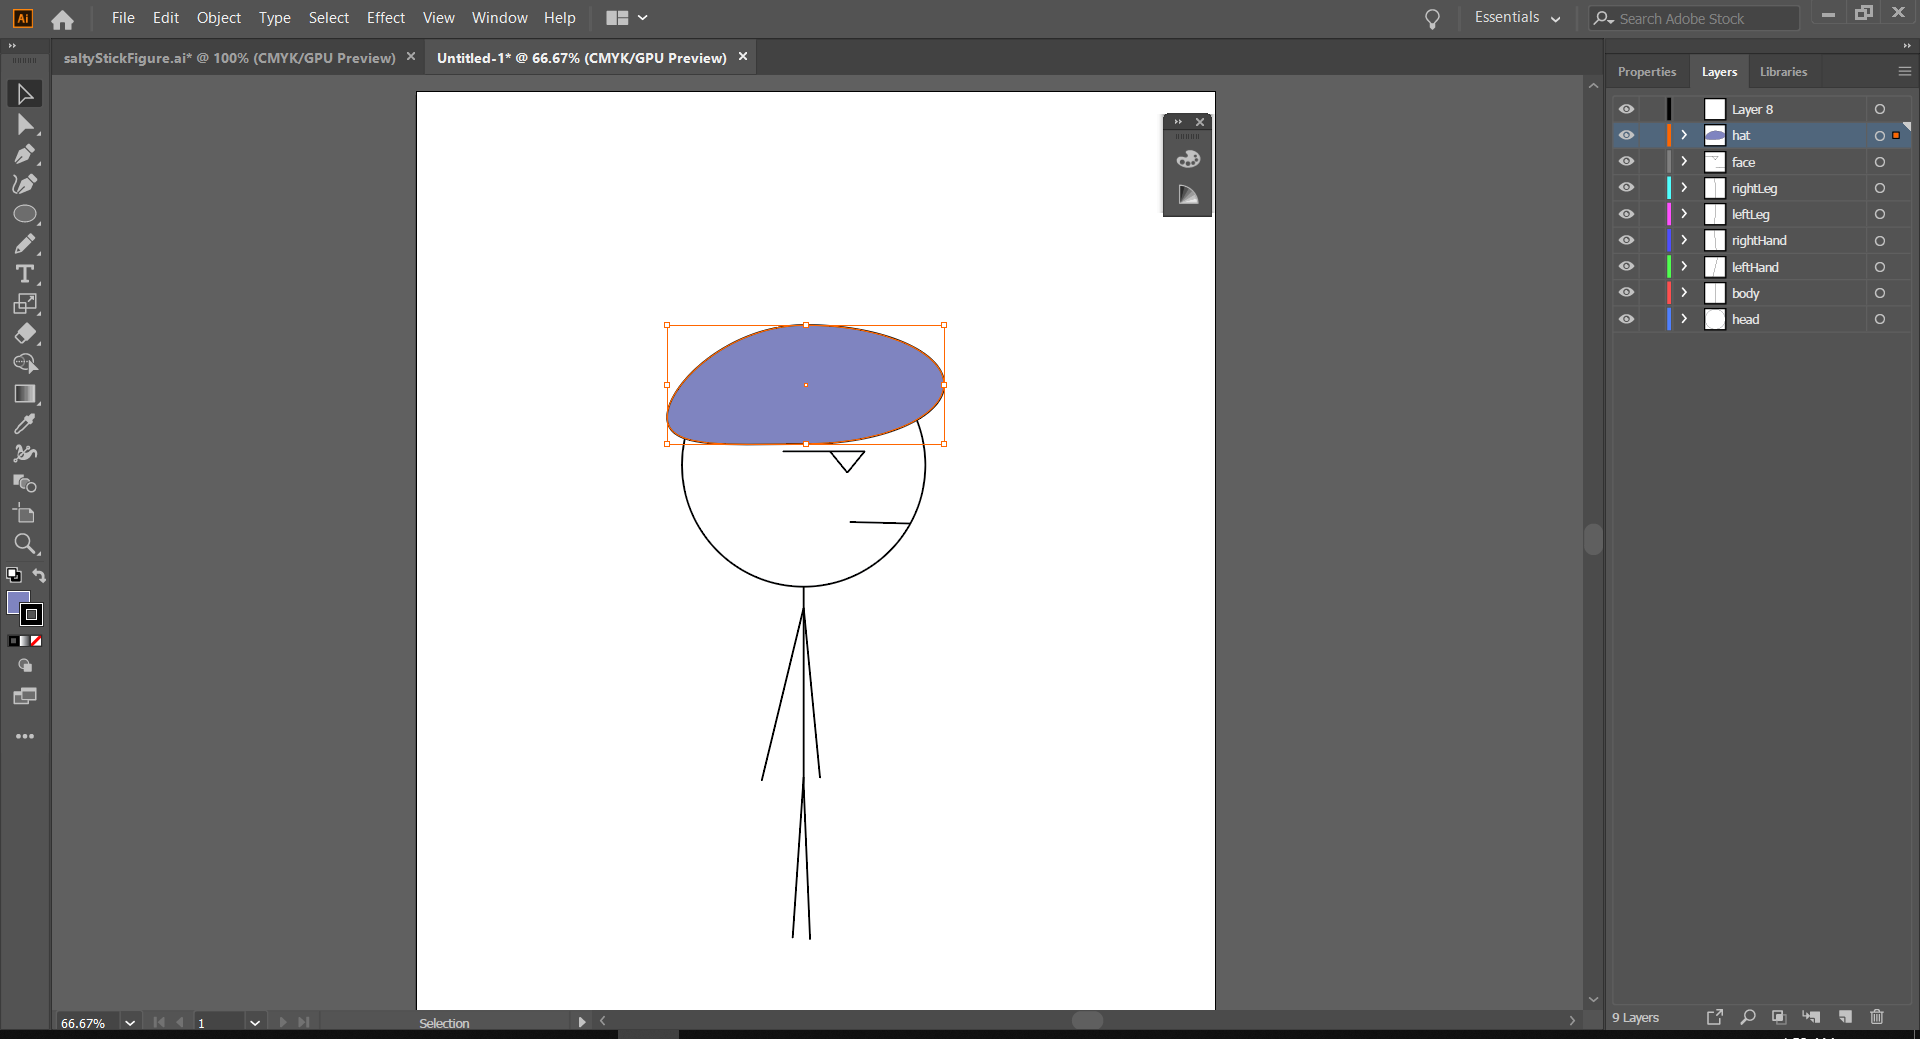 Ai File Edit Object Type Select Effect View Window Help Essentials Search Adobe Stock
saltyStickFigure.ai* @ 100% (CMYK/GPU Preview) Untitled-1* @ 66.67% (CMYK/GPU Preview)
Properties Layers Libraries
Layer 8
hat
face
rightLeg
leftLeg
rightHand
leftHand
body
head
66.67% 1 Selection
9 Layers